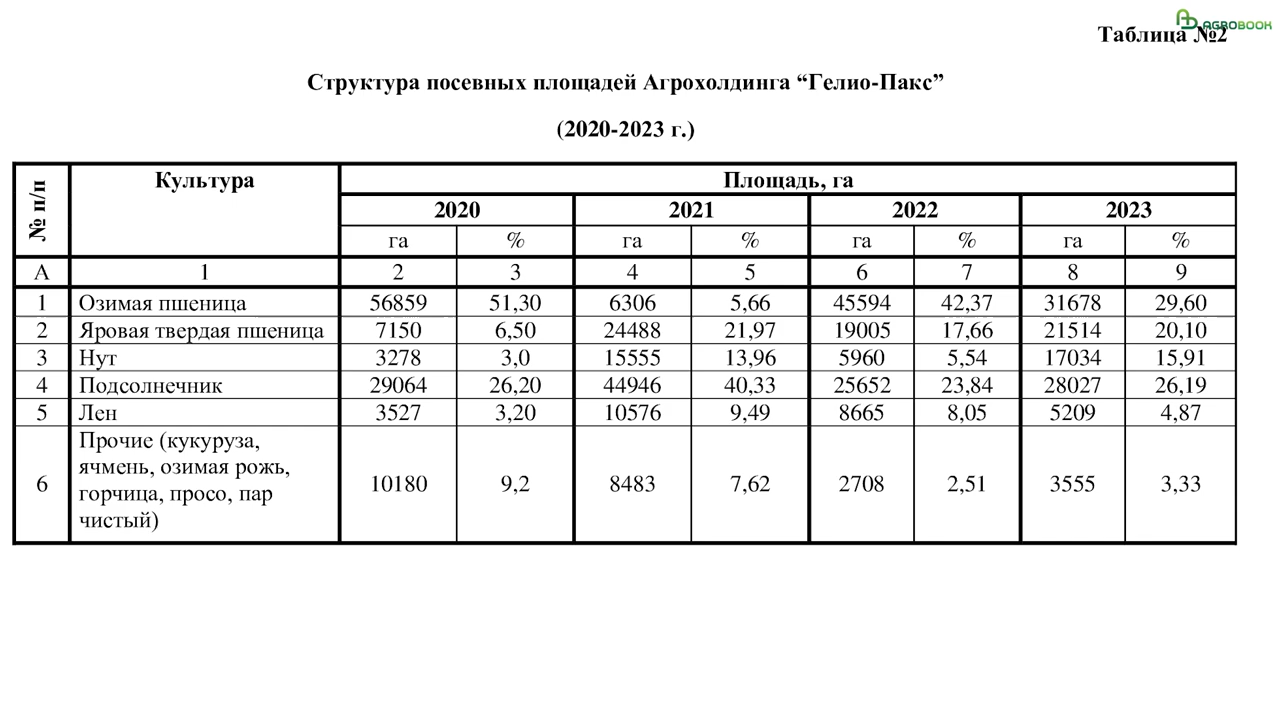 AGROBOOK
Таблица №2
Структура посевных площадей Агрохолдинга “Гелио-Пакс”
(2020-2023 г.)
№ п/п Культура Площадь, га
2020 2021 2022 2023
га % га % га % га %
А 1 2 3 4 5 6 7 8 9
1 Озимая пшеница 56859 51,30 6306 5,66 45594 42,37 31678 29,60
2 Яровая твердая пшеница 7150 6,50 24488 21,97 19005 17,66 21514 20,10
3 Нут 3278 3,0 15555 13,96 5960 5,54 17034 15,91
4 Подсолнечник 29064 26,20 44946 40,33 25652 23,84 28027 26,19
5 Лен 3527 3,20 10576 9,49 8665 8,05 5209 4,87
6 Прочие (кукуруза,
ячмень, озимая рожь,
горчица, просо, пар
чистый) 10180 9,2 8483 7,62 2708 2,51 3555 3,33